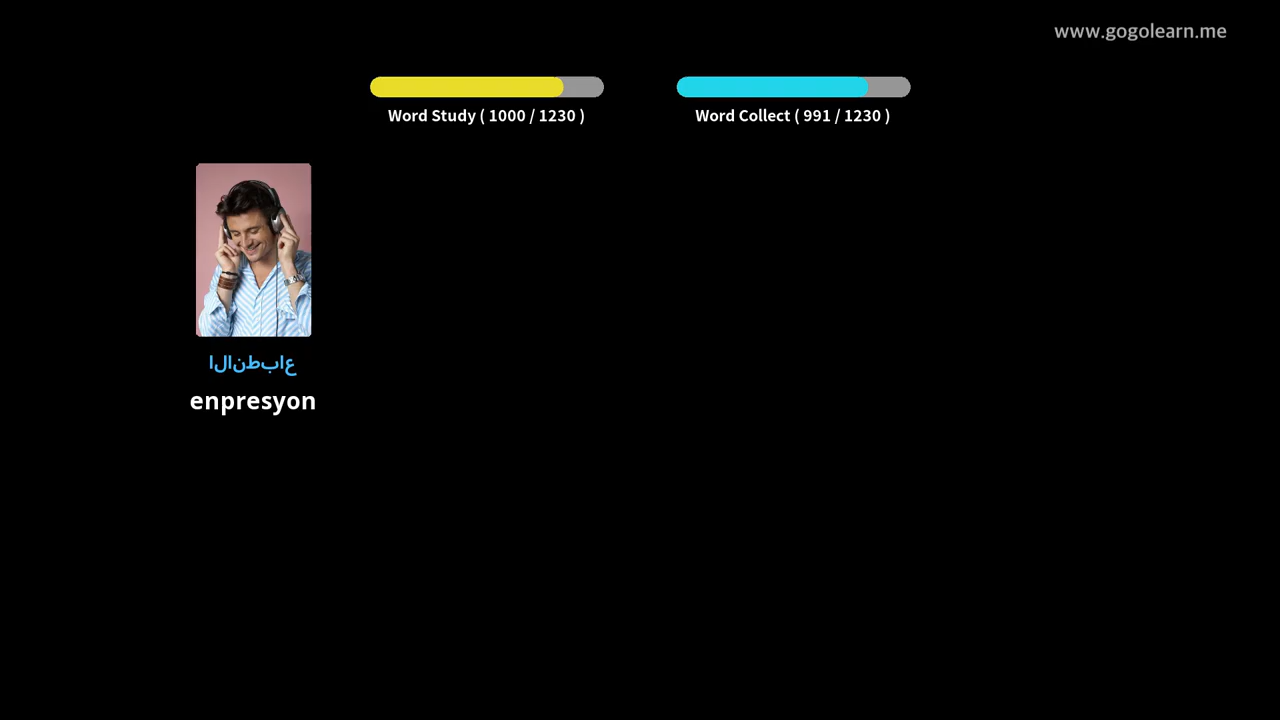 www.gogolearn.me
Word Study ( 1000 / 1230 )
Word Collect ( 991 / 1230 )
الانطباع
enpresyon